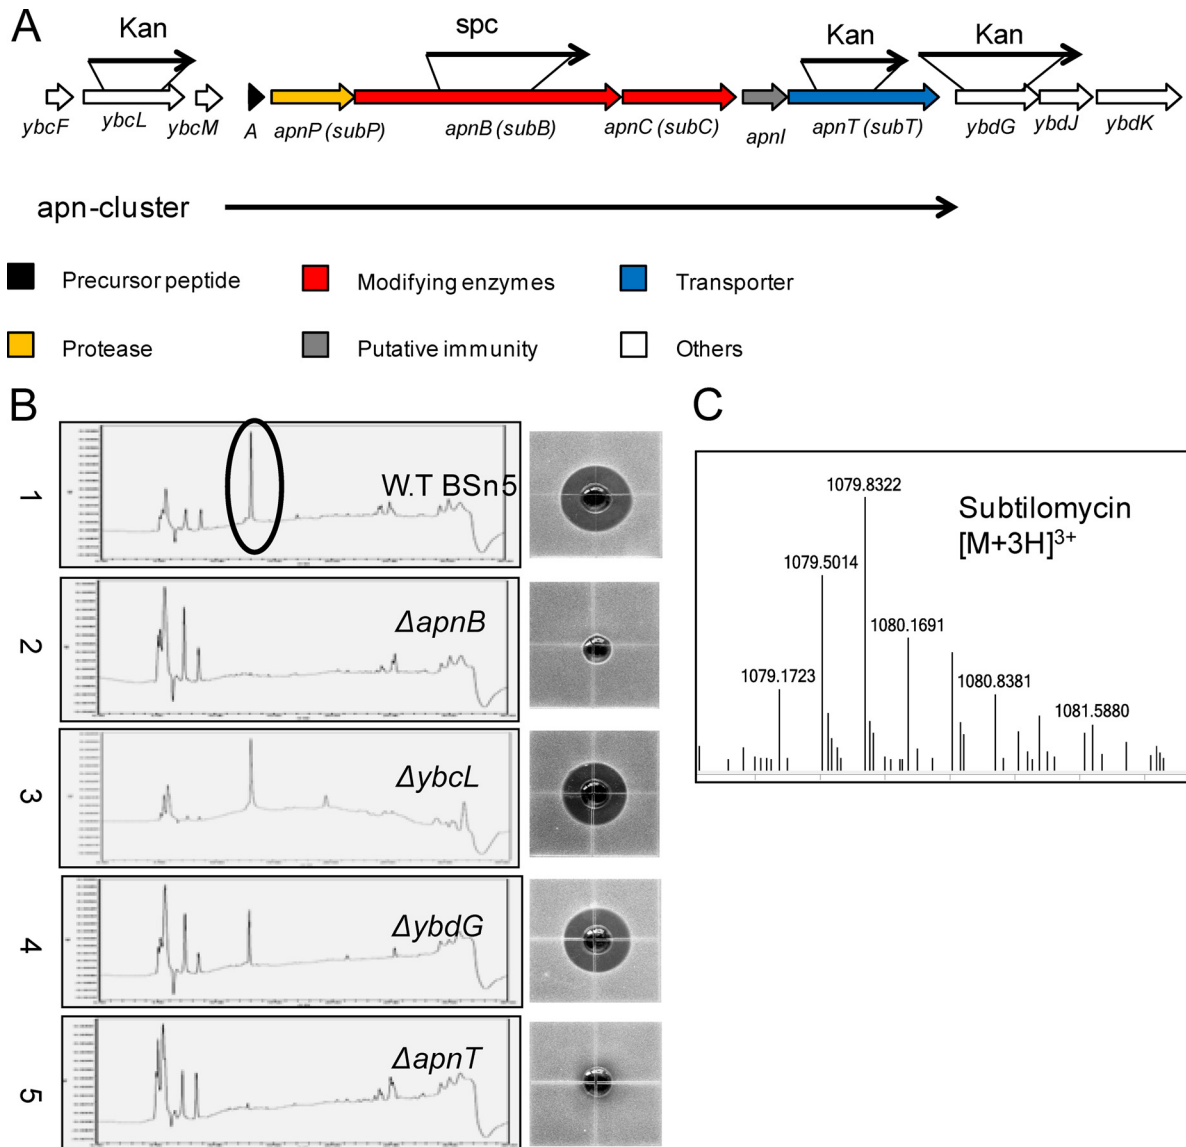 A
Kan
spc
Kan
Kan
ybcF
ybcL
ybcM
A
apnP (subP)
apnB (subB)
apnC (subC)
apnI
apnT (subT)
ybdG
ybdJ
ybdK
apn-cluster
Precursor peptide
Modifying enzymes
Transporter
Protease
Putative immunity
Others
B
1
W.T BSn5
2
ΔapnB
3
ΔybcL
4
ΔybdG
5
ΔapnT
C
1079.8322
Subtilomycin
[M+3H]3+
1079.5014
1080.1691
1079.1723
1080.8381
1081.5880